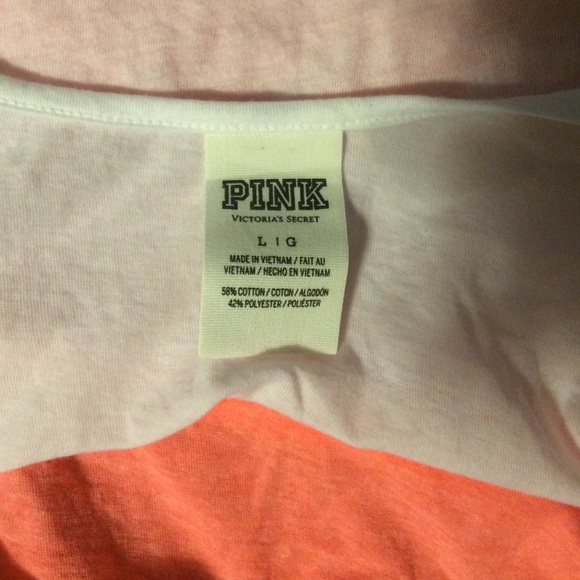 PINK
VICTORIA'S SECRET
L | G
MADE IN VIETNAM / FAIT AU
VIETNAM / HECHO EN VIETNAM
58% COTTON / COTON / ALGODÓN
42% POLYESTER / POLIÉSTER